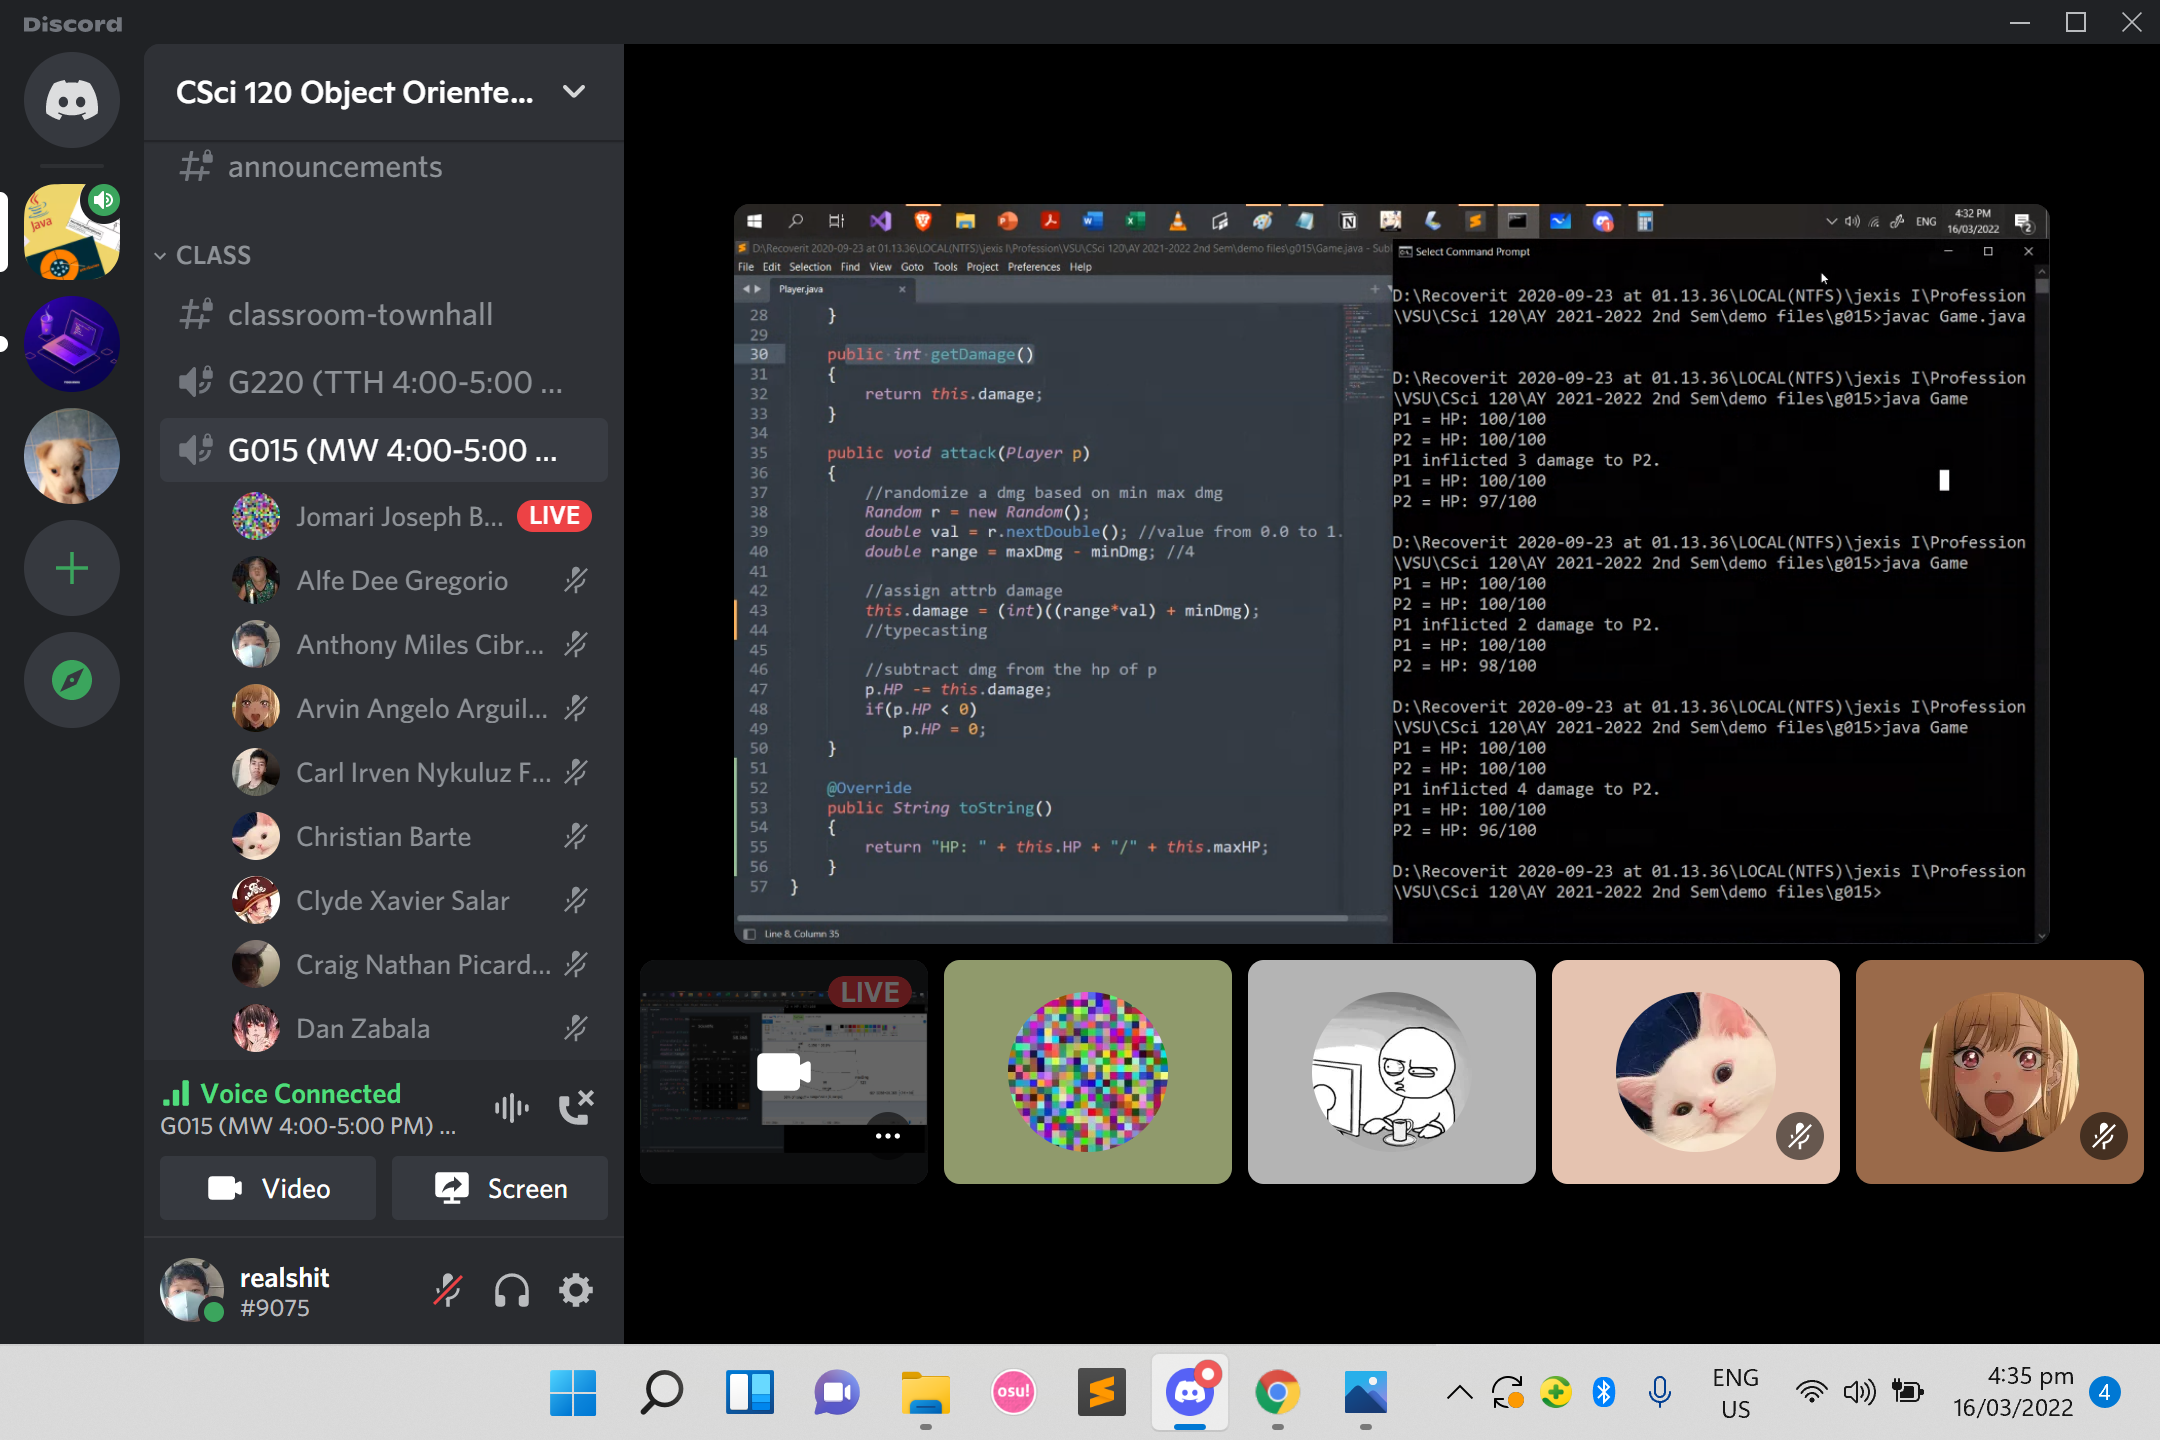 Discord
CSci 120 Object Oriente...
announcements
CLASS
classroom-townhall
G220 (TTH 4:00-5:00 ...
G015 (MW 4:00-5:00 ...
Jomari Joseph B... LIVE
Alfe Dee Gregorio
Anthony Miles Cibr...
Arvin Angelo Arguil...
Carl Irven Nykuluz F...
Christian Barte
Clyde Xavier Salar
Craig Nathan Picard...
Dan Zabala
Voice Connected
G015 (MW 4:00-5:00 PM) ...
Video
Screen
realshit
#9075
Java
ENG
4:32 PM
16/03/2022
2
D:\Recoverit 2020-09-23 at 01.13.36\LOCAL(NTFS)\jexis I\Profession\VSU\CSci 120\AY 2021-2022 2nd Sem\demo files\g015\Game.java - Sub
File Edit Selection Find View Goto Tools Project Preferences Help
Player.java
28 }
29
30 public int getDamage()
31 {
32 return this.damage;
33 }
34
35 public void attack(Player p)
36 {
37 //randomize a dmg based on min max dmg
38 Random r = new Random();
39 double val = r.nextDouble(); //value from 0.0 to 1.
40 double range = maxDmg - minDmg; //4
41
42 //assign attrb damage
43 this.damage = (int)((range*val) + minDmg);
44 //typecasting
45
46 //subtract dmg from the hp of p
47 p.HP -= this.damage;
48 if(p.HP < 0)
49 p.HP = 0;
50 }
51
52 @Override
53 public String toString()
54 {
55 return "HP: " + this.HP + "/" + this.maxHP;
56 }
57 }
Line 8, Column 35
Select Command Prompt
D:\Recoverit 2020-09-23 at 01.13.36\LOCAL(NTFS)\jexis I\Profession
\VSU\CSci 120\AY 2021-2022 2nd Sem\demo files\g015>javac Game.java
D:\Recoverit 2020-09-23 at 01.13.36\LOCAL(NTFS)\jexis I\Profession
\VSU\CSci 120\AY 2021-2022 2nd Sem\demo files\g015>java Game
P1 = HP: 100/100
P2 = HP: 100/100
P1 inflicted 3 damage to P2.
P1 = HP: 100/100
P2 = HP: 97/100
D:\Recoverit 2020-09-23 at 01.13.36\LOCAL(NTFS)\jexis I\Profession
\VSU\CSci 120\AY 2021-2022 2nd Sem\demo files\g015>java Game
P1 = HP: 100/100
P2 = HP: 100/100
P1 inflicted 2 damage to P2.
P1 = HP: 100/100
P2 = HP: 98/100
D:\Recoverit 2020-09-23 at 01.13.36\LOCAL(NTFS)\jexis I\Profession
\VSU\CSci 120\AY 2021-2022 2nd Sem\demo files\g015>java Game
P1 = HP: 100/100
P2 = HP: 100/100
P1 inflicted 4 damage to P2.
P1 = HP: 100/100
P2 = HP: 96/100
D:\Recoverit 2020-09-23 at 01.13.36\LOCAL(NTFS)\jexis I\Profession
\VSU\CSci 120\AY 2021-2022 2nd Sem\demo files\g015>
LIVE
osu!
ENG
US
4:35 pm
16/03/2022
4